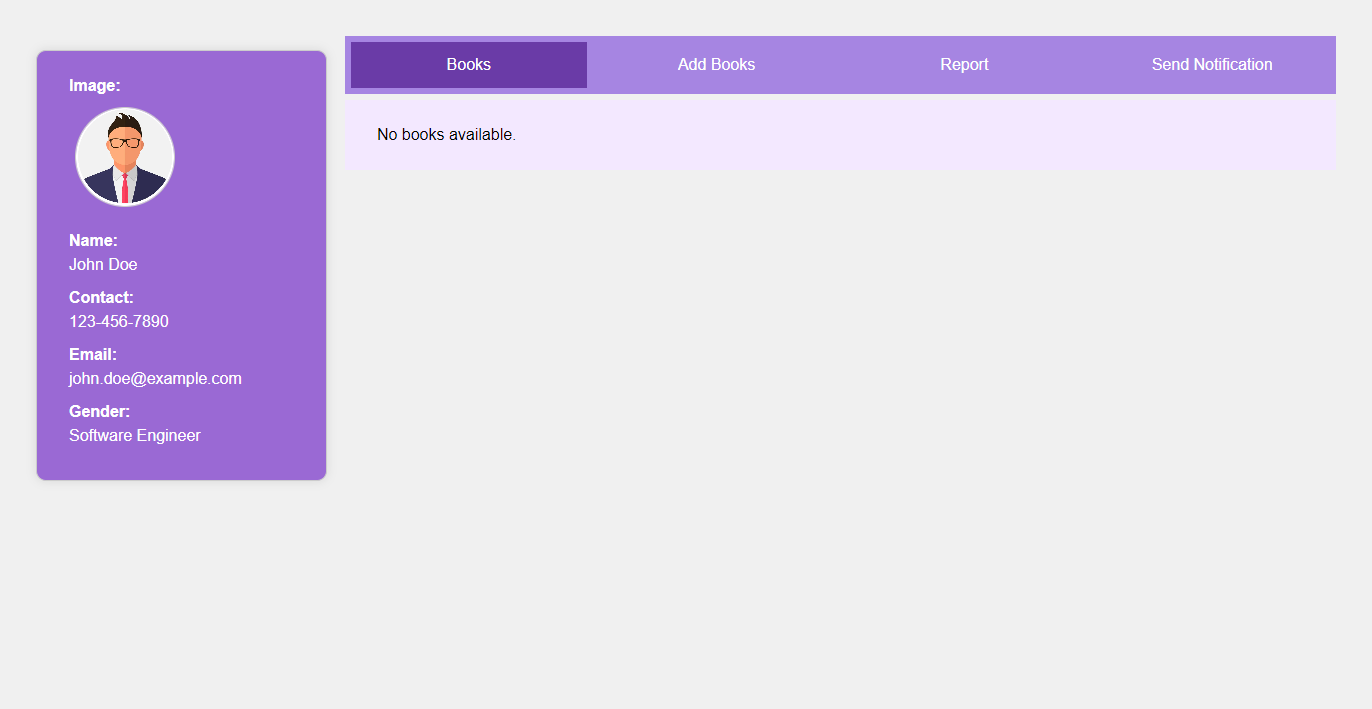 Image:
Name:
John Doe
Contact:
123-456-7890
Email:
john.doe@example.com
Gender:
Software Engineer
Books
Add Books
Report
Send Notification
No books available.